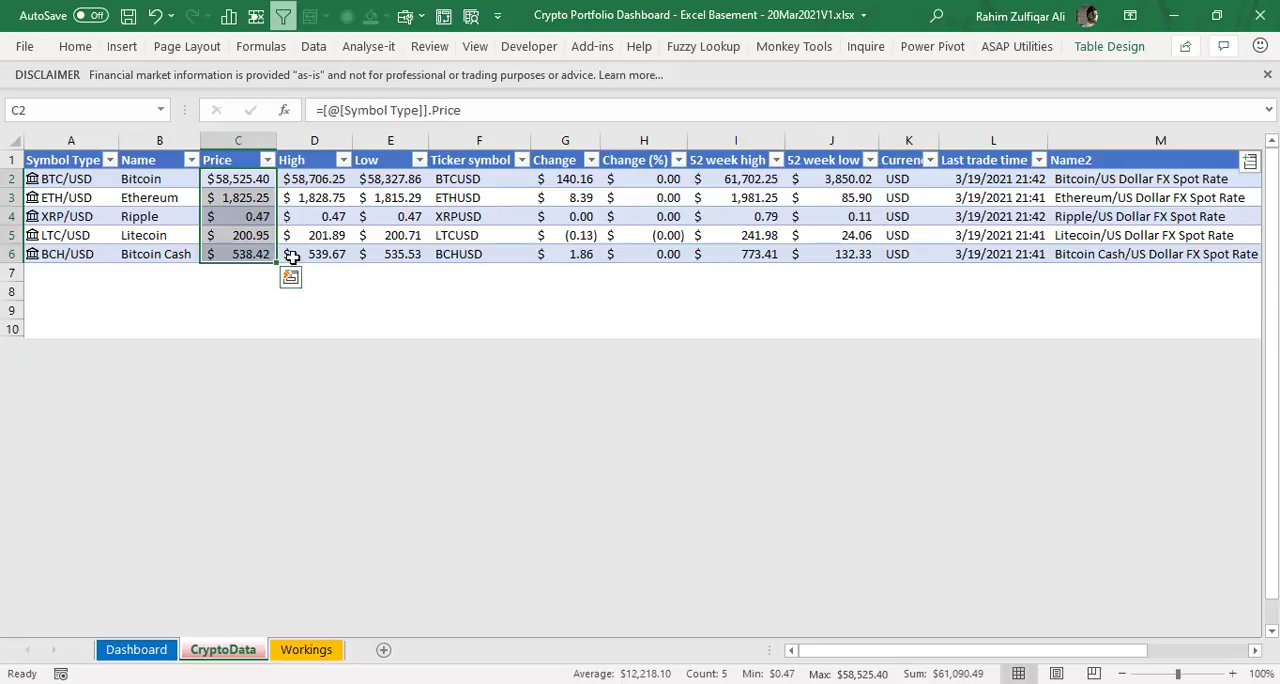 AutoSave Off Crypto Portfolio Dashboard - Excel Basement - 20Mar2021V1.xlsx Rahim Zulfiqar Ali
File Home Insert Page Layout Formulas Data Analyse-it Review View Developer Add-ins Help Fuzzy Lookup Monkey Tools Inquire Power Pivot ASAP Utilities Table Design
DISCLAIMER Financial market information is provided "as-is" and not for professional or trading purposes or advice. Learn more...
C2 fx =[@[Symbol Type]].Price
A B C D E F G H I J K L M
1 Symbol Type Name Price High Low Ticker symbol Change Change (%) 52 week high 52 week low Curren Last trade time Name2
2 BTC/USD Bitcoin $58,525.40 $58,706.25 $58,327.86 BTCUSD $ 140.16 $ 0.00 $ 61,702.25 $ 3,850.02 USD 3/19/2021 21:42 Bitcoin/US Dollar FX Spot Rate
3 ETH/USD Ethereum $ 1,825.25 $ 1,828.75 $ 1,815.29 ETHUSD $ 8.39 $ 0.00 $ 1,981.25 $ 85.90 USD 3/19/2021 21:41 Ethereum/US Dollar FX Spot Rate
4 XRP/USD Ripple $ 0.47 $ 0.47 $ 0.47 XRPUSD $ 0.00 $ 0.00 $ 0.79 $ 0.11 USD 3/19/2021 21:42 Ripple/US Dollar FX Spot Rate
5 LTC/USD Litecoin $ 200.95 $ 201.89 $ 200.71 LTCUSD $ (0.13) $ (0.00) $ 241.98 $ 24.06 USD 3/19/2021 21:41 Litecoin/US Dollar FX Spot Rate
6 BCH/USD Bitcoin Cash $ 538.42 $ 539.67 $ 535.53 BCHUSD $ 1.86 $ 0.00 $ 773.41 $ 132.33 USD 3/19/2021 21:41 Bitcoin Cash/US Dollar FX Spot Rate
7
8
9
10
Dashboard CryptoData Workings
Ready Average: $12,218.10 Count: 5 Min: $0.47 Max: $58,525.40 Sum: $61,090.49 100%